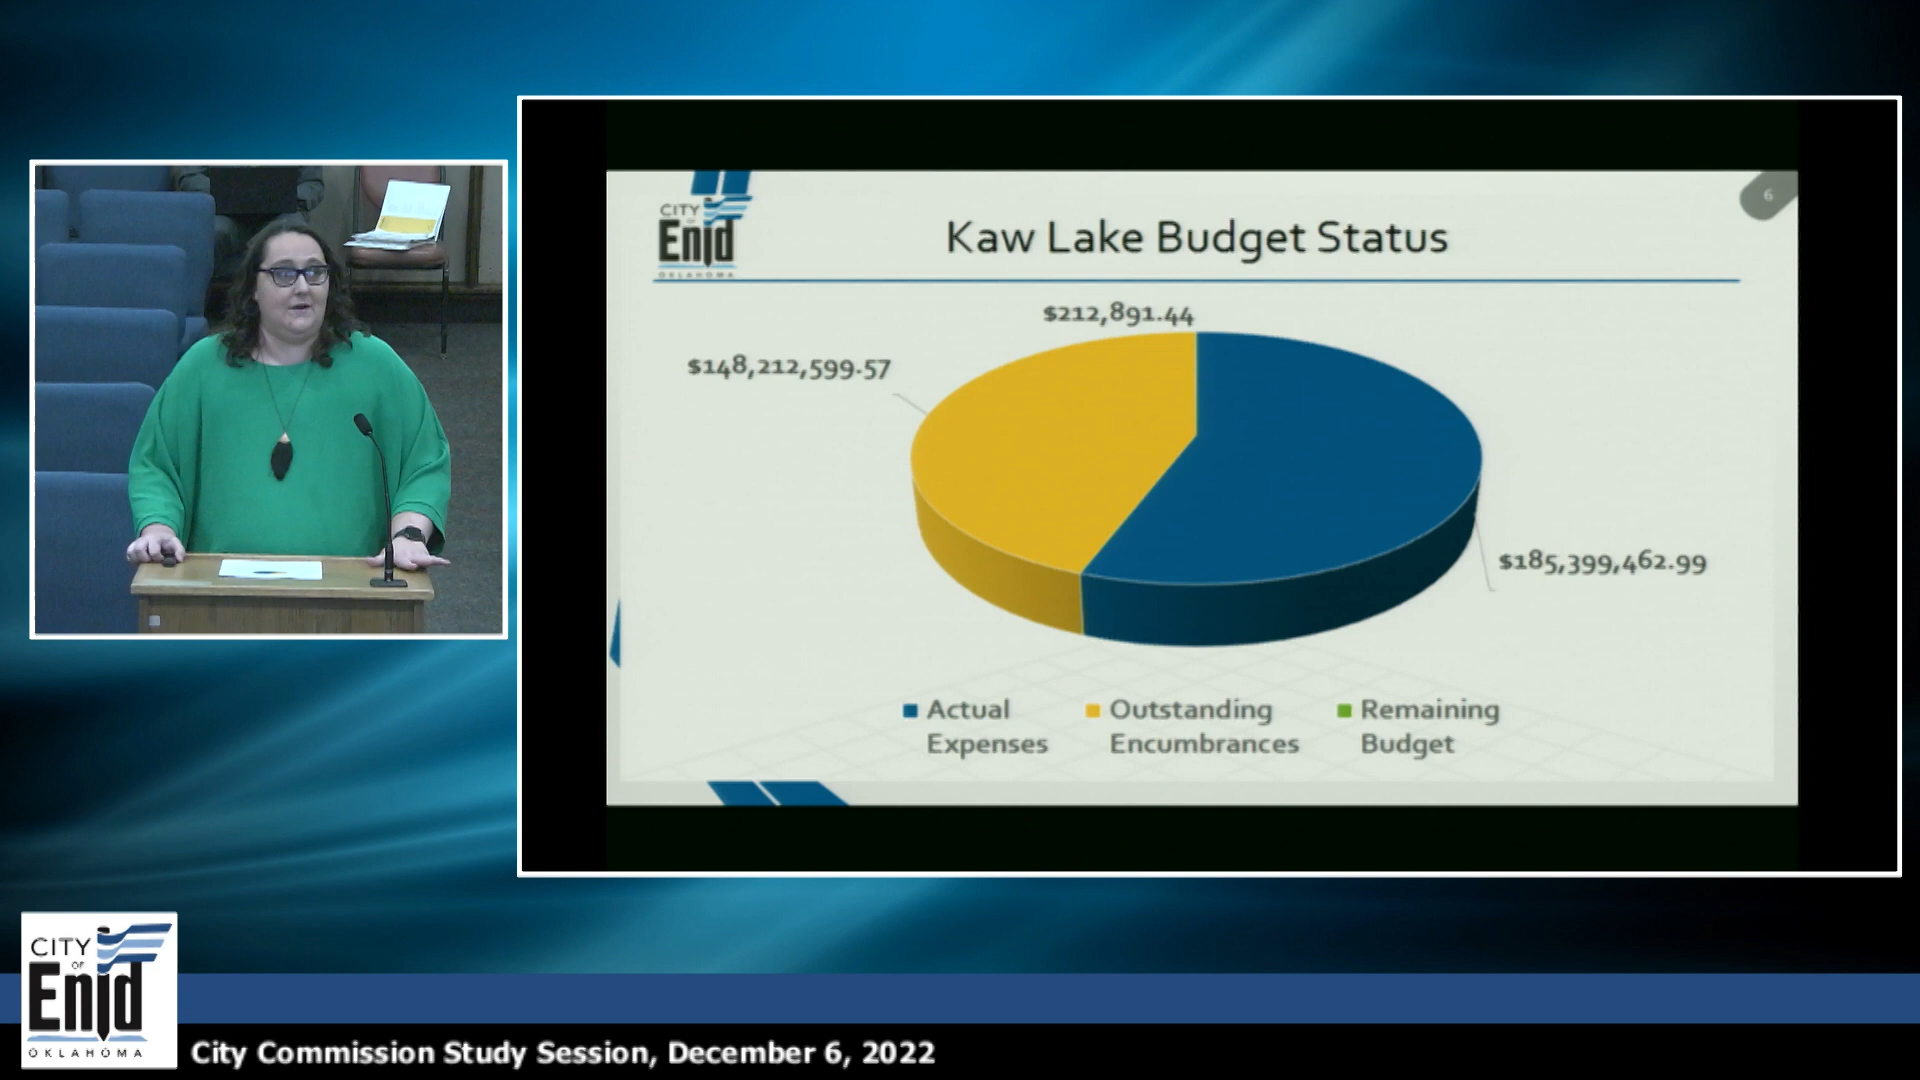 6
CITY
OF
Enid
OKLAHOMA
Kaw Lake Budget Status
$212,891.44
$148,212,599.57
$185,399,462.99
Actual
Expenses
Outstanding
Encumbrances
Remaining
Budget
CITY
OF
Enid
OKLAHOMA
City Commission Study Session, December 6, 2022